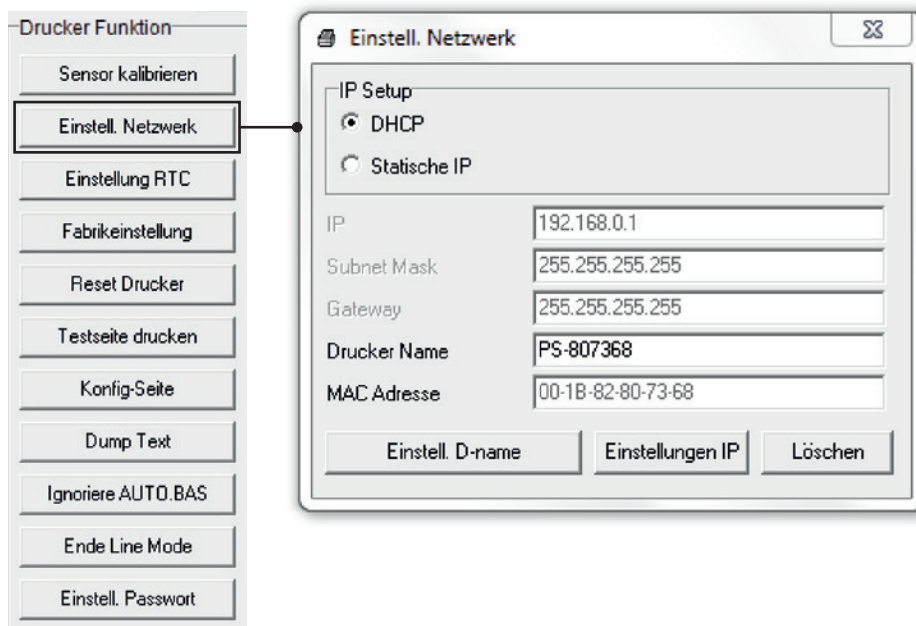 Drucker Funktion
Sensor kalibrieren
Einstell. Netzwerk
Einstellung RTC
Fabrikeinstellung
Reset Drucker
Testseite drucken
Konfig-Seite
Dump Text
Ignoriere AUTO.BAS
Ende Line Mode
Einstell. Passwort
Einstell. Netzwerk
IP Setup
DHCP
Statische IP
IP 192.168.0.1
Subnet Mask 255.255.255.255
Gateway 255.255.255.255
Drucker Name PS-807368
MAC Adresse 00-1B-82-80-73-68
Einstell. D-name Einstellungen IP Löschen